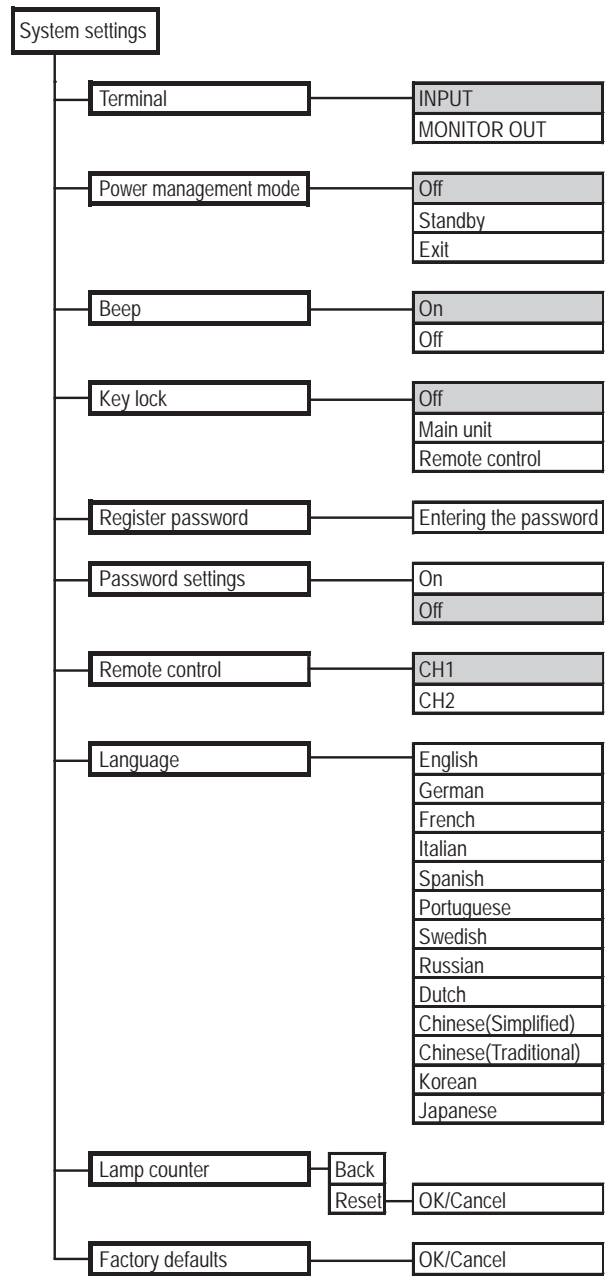 System settings
Terminal
INPUT
MONITOR OUT
Power management mode
Off
Standby
Exit
Beep
On
Off
Key lock
Off
Main unit
Remote control
Register password
Entering the password
Password settings
On
Off
Remote control
CH1
CH2
Language
English
German
French
Italian
Spanish
Portuguese
Swedish
Russian
Dutch
Chinese(Simplified)
Chinese(Traditional)
Korean
Japanese
Lamp counter
Back
Reset
OK/Cancel
Factory defaults
OK/Cancel